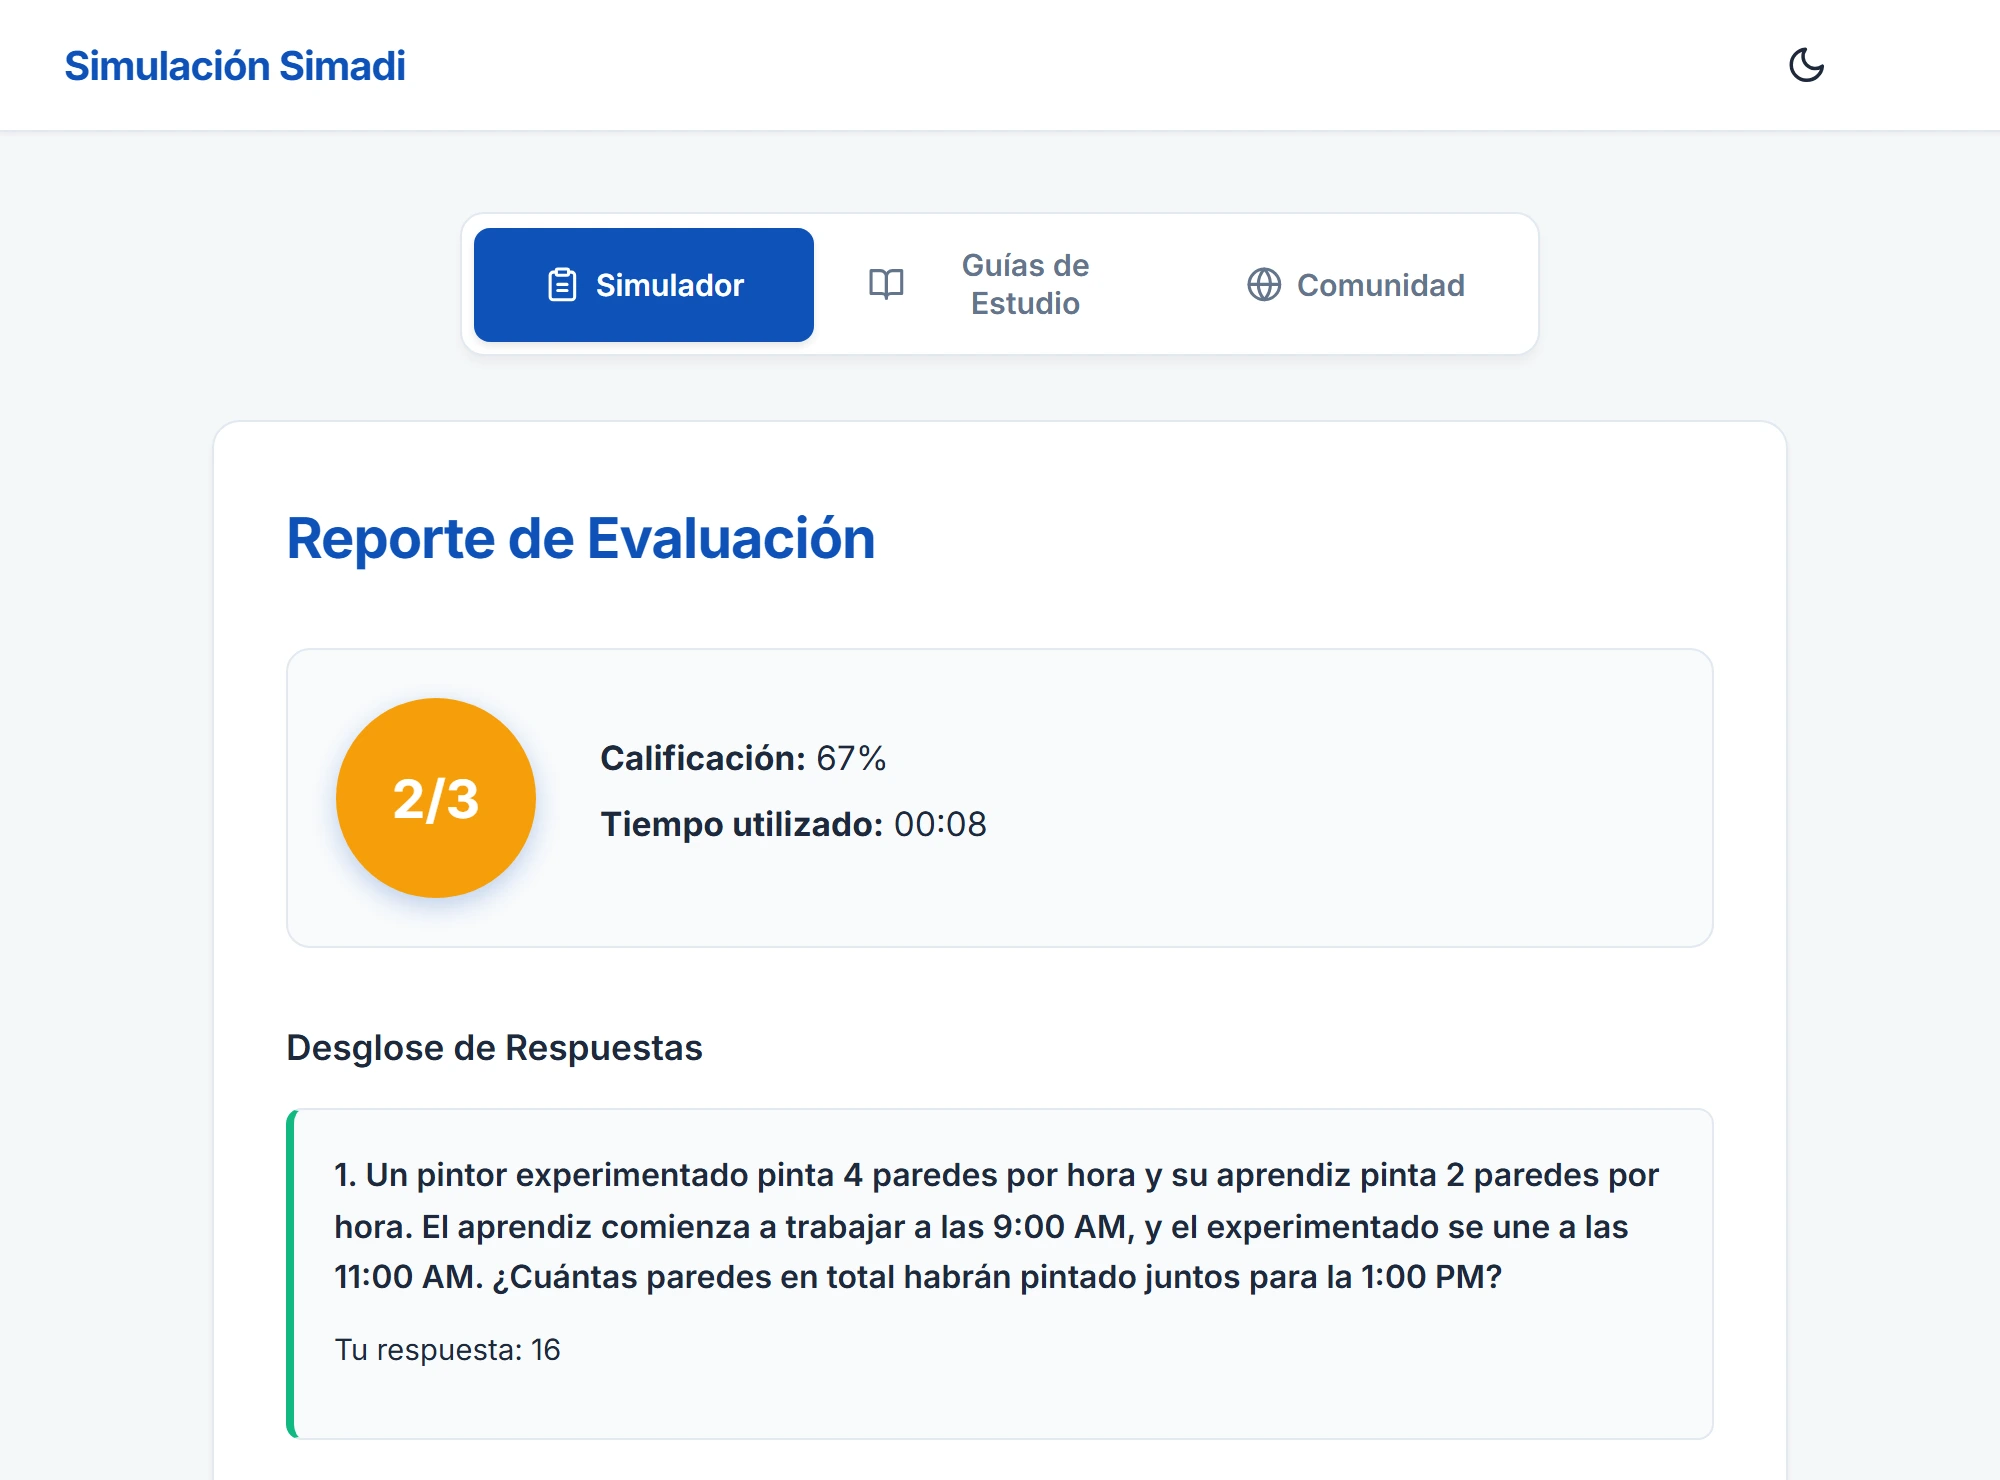 Simulación Simadi
Simulador
Guías de
Estudio
Comunidad
Reporte de Evaluación
2/3
Calificación: 67%
Tiempo utilizado: 00:08
Desglose de Respuestas
1. Un pintor experimentado pinta 4 paredes por hora y su aprendiz pinta 2 paredes por
hora. El aprendiz comienza a trabajar a las 9:00 AM, y el experimentado se une a las
11:00 AM. ¿Cuántas paredes en total habrán pintado juntos para la 1:00 PM?
Tu respuesta: 16